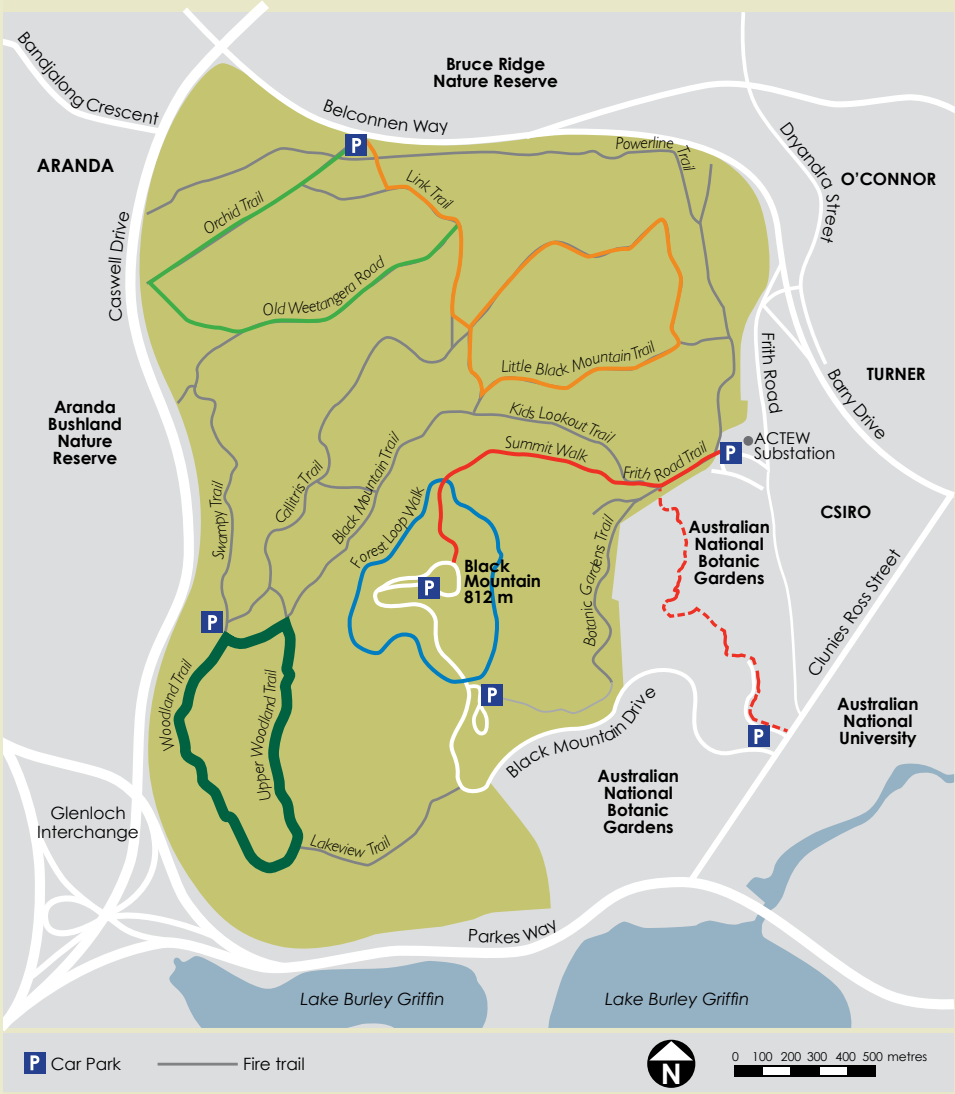 Bandjalong Crescent
Bruce Ridge
Nature Reserve
Belconnen Way
P
Powerline Trail
Dryandra Street
ARANDA
O'CONNOR
Link Trail
Orchid Trail
Caswell Drive
Old Weetangera Road
Frith Road
Little Black Mountain Trail
TURNER
Barry Drive
Aranda
Bushland
Nature
Reserve
Kids Lookout Trail
Summit Walk
Frith Road Trail
P
ACTEW
Substation
Swampy Trail
Callitris Trail
Black Mountain Trail
Forest Loop Walk
CSIRO
Australian
National
Botanic
Gardens
Botanic Gardens Trail
Black
Mountain
812 m
P
Clunies Ross Street
P
Woodland Trail
Upper Woodland Trail
P
Black Mountain Drive
P
Australian
National
University
Australian
National
Botanic
Gardens
Glenloch
Interchange
Lakeview Trail
Parkes Way
Lake Burley Griffin
Lake Burley Griffin
P Car Park
Fire trail
N
0 100 200 300 400 500 metres